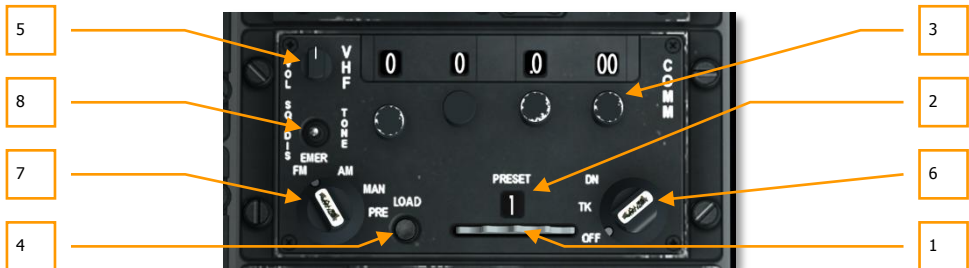 5
VHF
VOL
0 0 .0 00
COMM
3
8
SQ DIS
TONE
2
EMER
FM AM
MAN
PRE
LOAD
7
PRESET
1
DN
TK
OFF
6
4
1